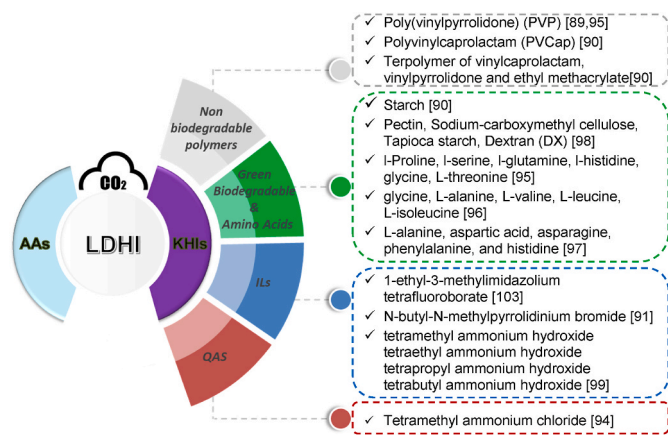 Non
biodegradable
polymers
Green
Biodegradable
&
Amino Acids
CO2
AAs
LDHI
KHIs
ILs
QAS
✓ Poly(vinylpyrrolidone) (PVP) [89,95]
✓ Polyvinylcaprolactam (PVCap) [90]
✓ Terpolymer of vinylcaprolactam,
vinylpyrrolidone and ethyl methacrylate[90]
✓ Starch [90]
✓ Pectin, Sodium-carboxymethyl cellulose,
Tapioca starch, Dextran (DX) [98]
✓ l-Proline, l-serine, l-glutamine, l-histidine,
glycine, L-threonine [95]
✓ glycine, L-alanine, L-valine, L-leucine,
L-isoleucine [96]
✓ L-alanine, aspartic acid, asparagine,
phenylalanine, and histidine [97]
✓ 1-ethyl-3-methylimidazolium
tetrafluoroborate [103]
✓ N-butyl-N-methylpyrrolidinium bromide [91]
✓ tetramethyl ammonium hydroxide
tetraethyl ammonium hydroxide
tetrapropyl ammonium hydroxide
tetrabutyl ammonium hydroxide [99]
✓ Tetramethyl ammonium chloride [94]